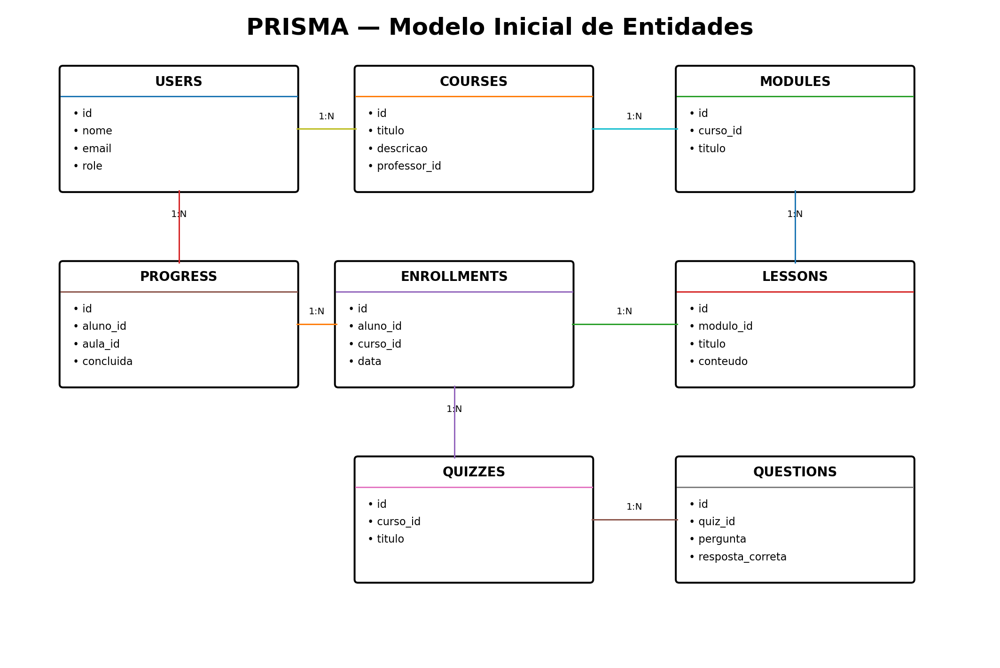 PRISMA — Modelo Inicial de Entidades
USERS
• id
• nome
• email
• role
1:N
COURSES
• id
• titulo
• descricao
• professor_id
1:N
MODULES
• id
• curso_id
• titulo
1:N
1:N
PROGRESS
• id
• aluno_id
• aula_id
• concluida
1:N
ENROLLMENTS
• id
• aluno_id
• curso_id
• data
1:N
LESSONS
• id
• modulo_id
• titulo
• conteudo
1:N
QUIZZES
• id
• curso_id
• titulo
1:N
QUESTIONS
• id
• quiz_id
• pergunta
• resposta_correta